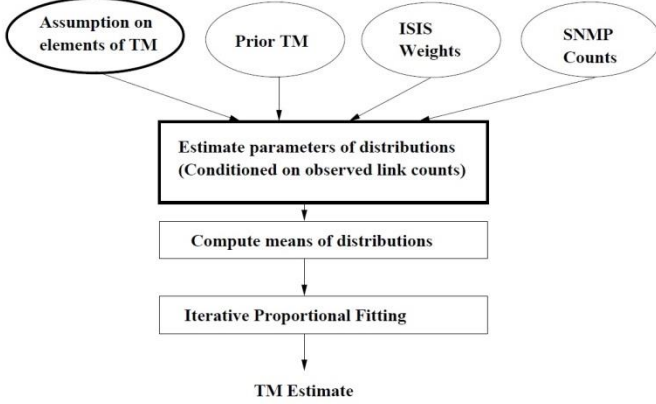 Assumption on
elements of TM
Prior TM
ISIS
Weights
SNMP
Counts
Estimate parameters of distributions
(Conditioned on observed link counts)
Compute means of distributions
Iterative Proportional Fitting
TM Estimate